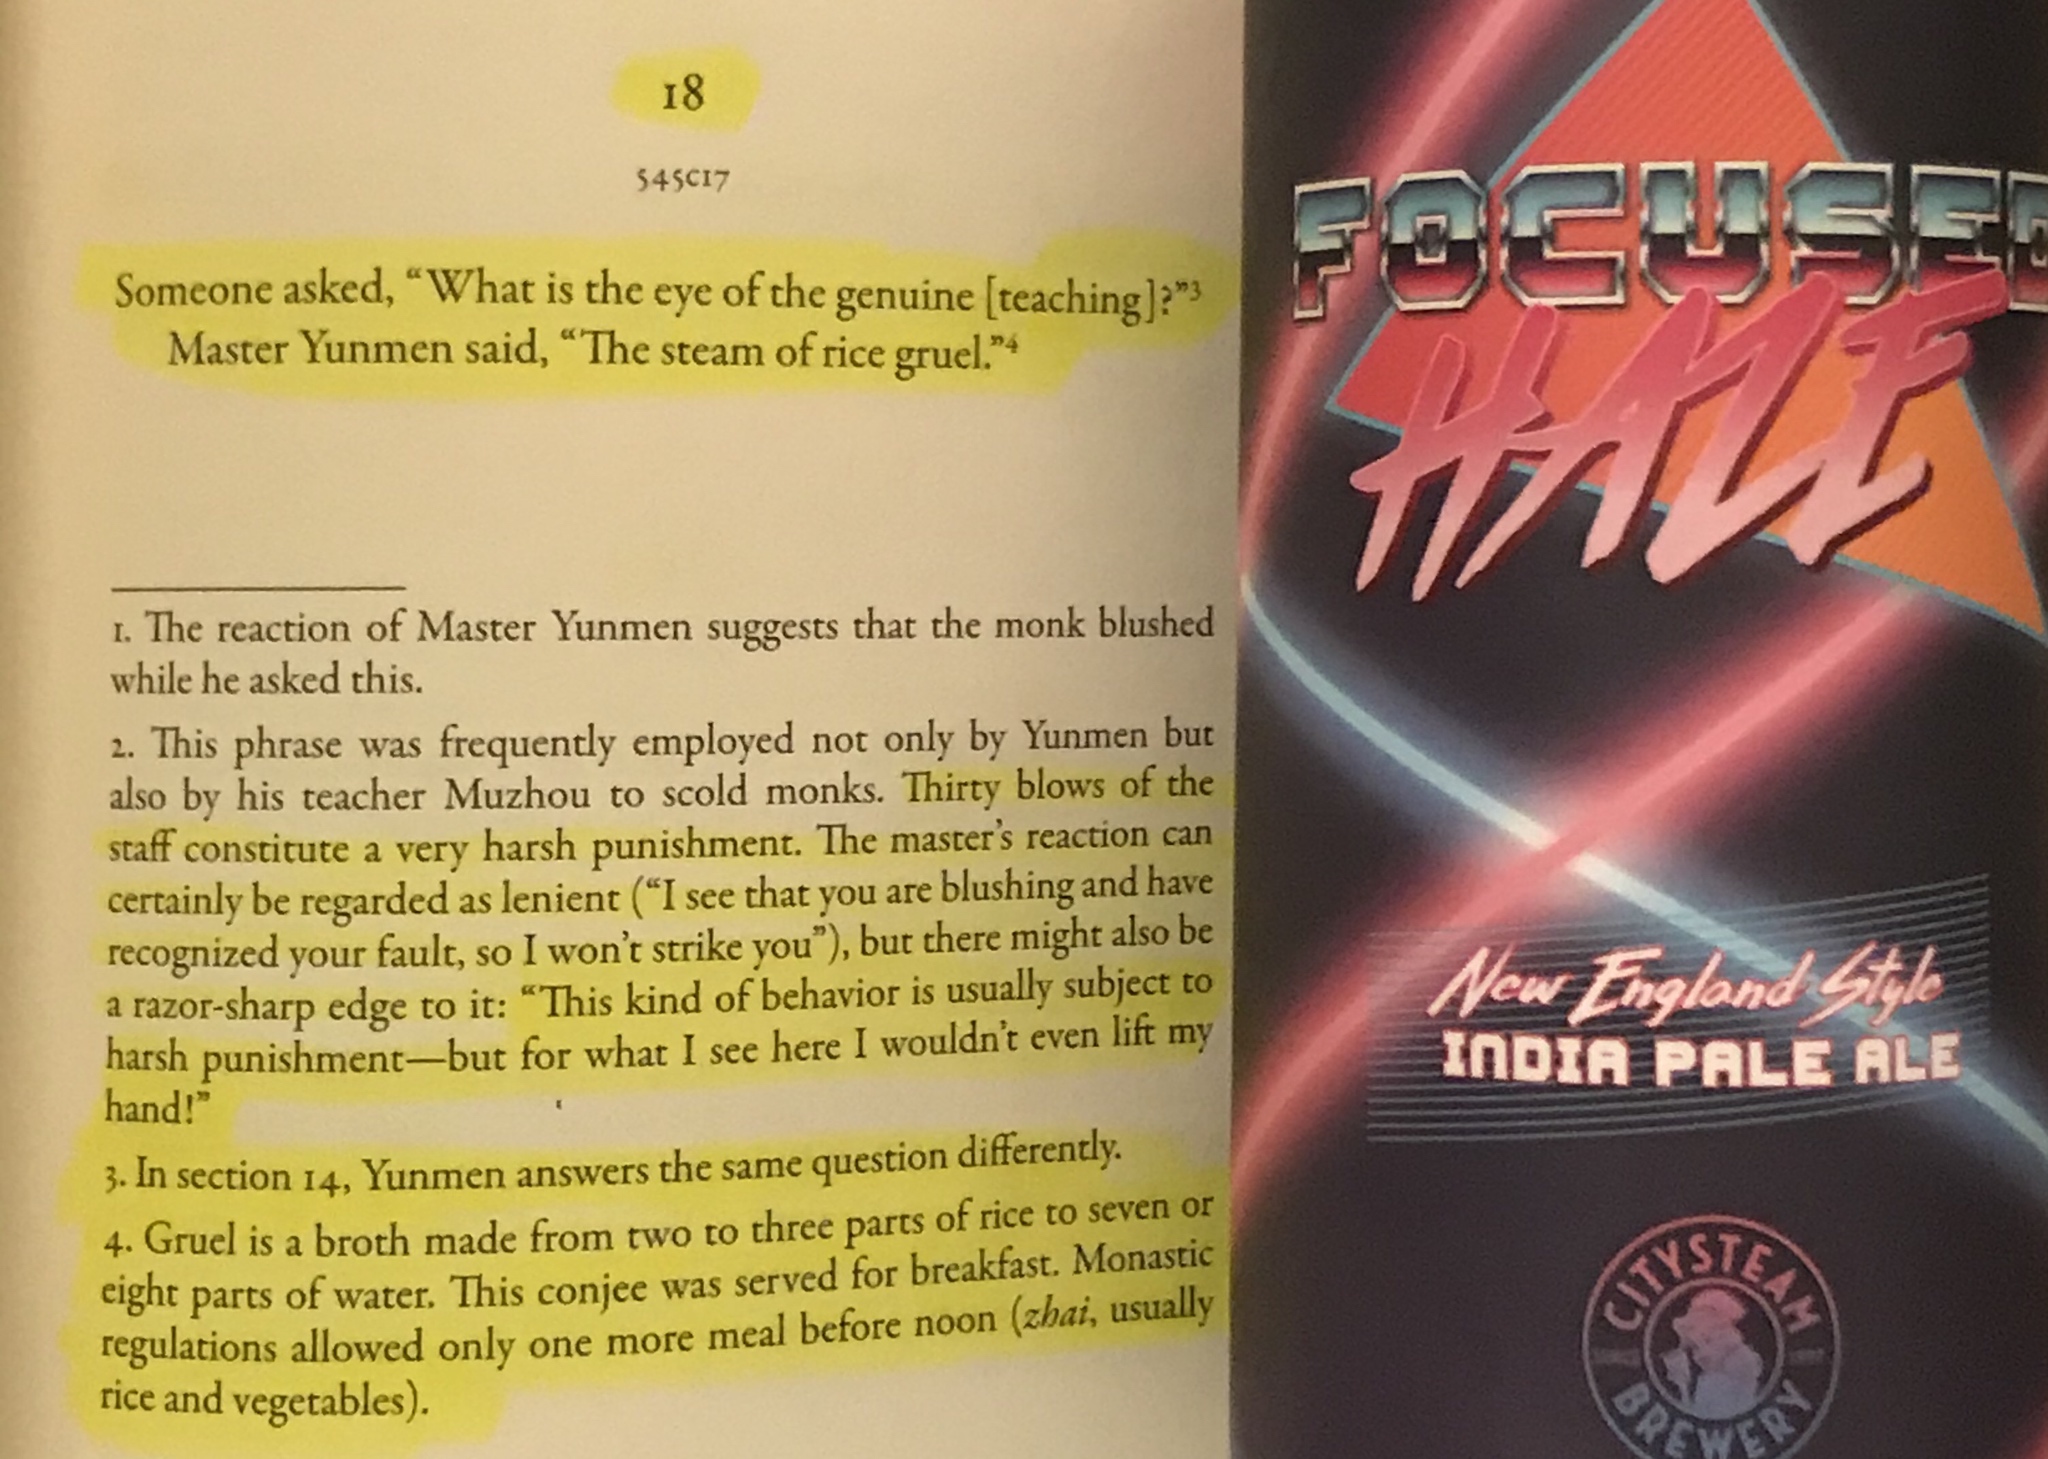 18
545C17
Someone asked, “What is the eye of the genuine [teaching]?”3
Master Yunmen said, “The steam of rice gruel.”4
1. The reaction of Master Yunmen suggests that the monk blushed
while he asked this.
2. This phrase was frequently employed not only by Yunmen but
also by his teacher Muzhou to scold monks. Thirty blows of the
staff constitute a very harsh punishment. The master’s reaction can
certainly be regarded as lenient (“I see that you are blushing and have
recognized your fault, so I won’t strike you”), but there might also be
a razor-sharp edge to it: “This kind of behavior is usually subject to
harsh punishment—but for what I see here I wouldn’t even lift my
hand!”
3. In section 14, Yunmen answers the same question differently.
4. Gruel is a broth made from two to three parts of rice to seven or
eight parts of water. This conjee was served for breakfast. Monastic
regulations allowed only one more meal before noon (zhai, usually
rice and vegetables).
FOCUSED
HAZE
New England Style
INDIA PALE ALE
CITYSTEAM
BREWERY